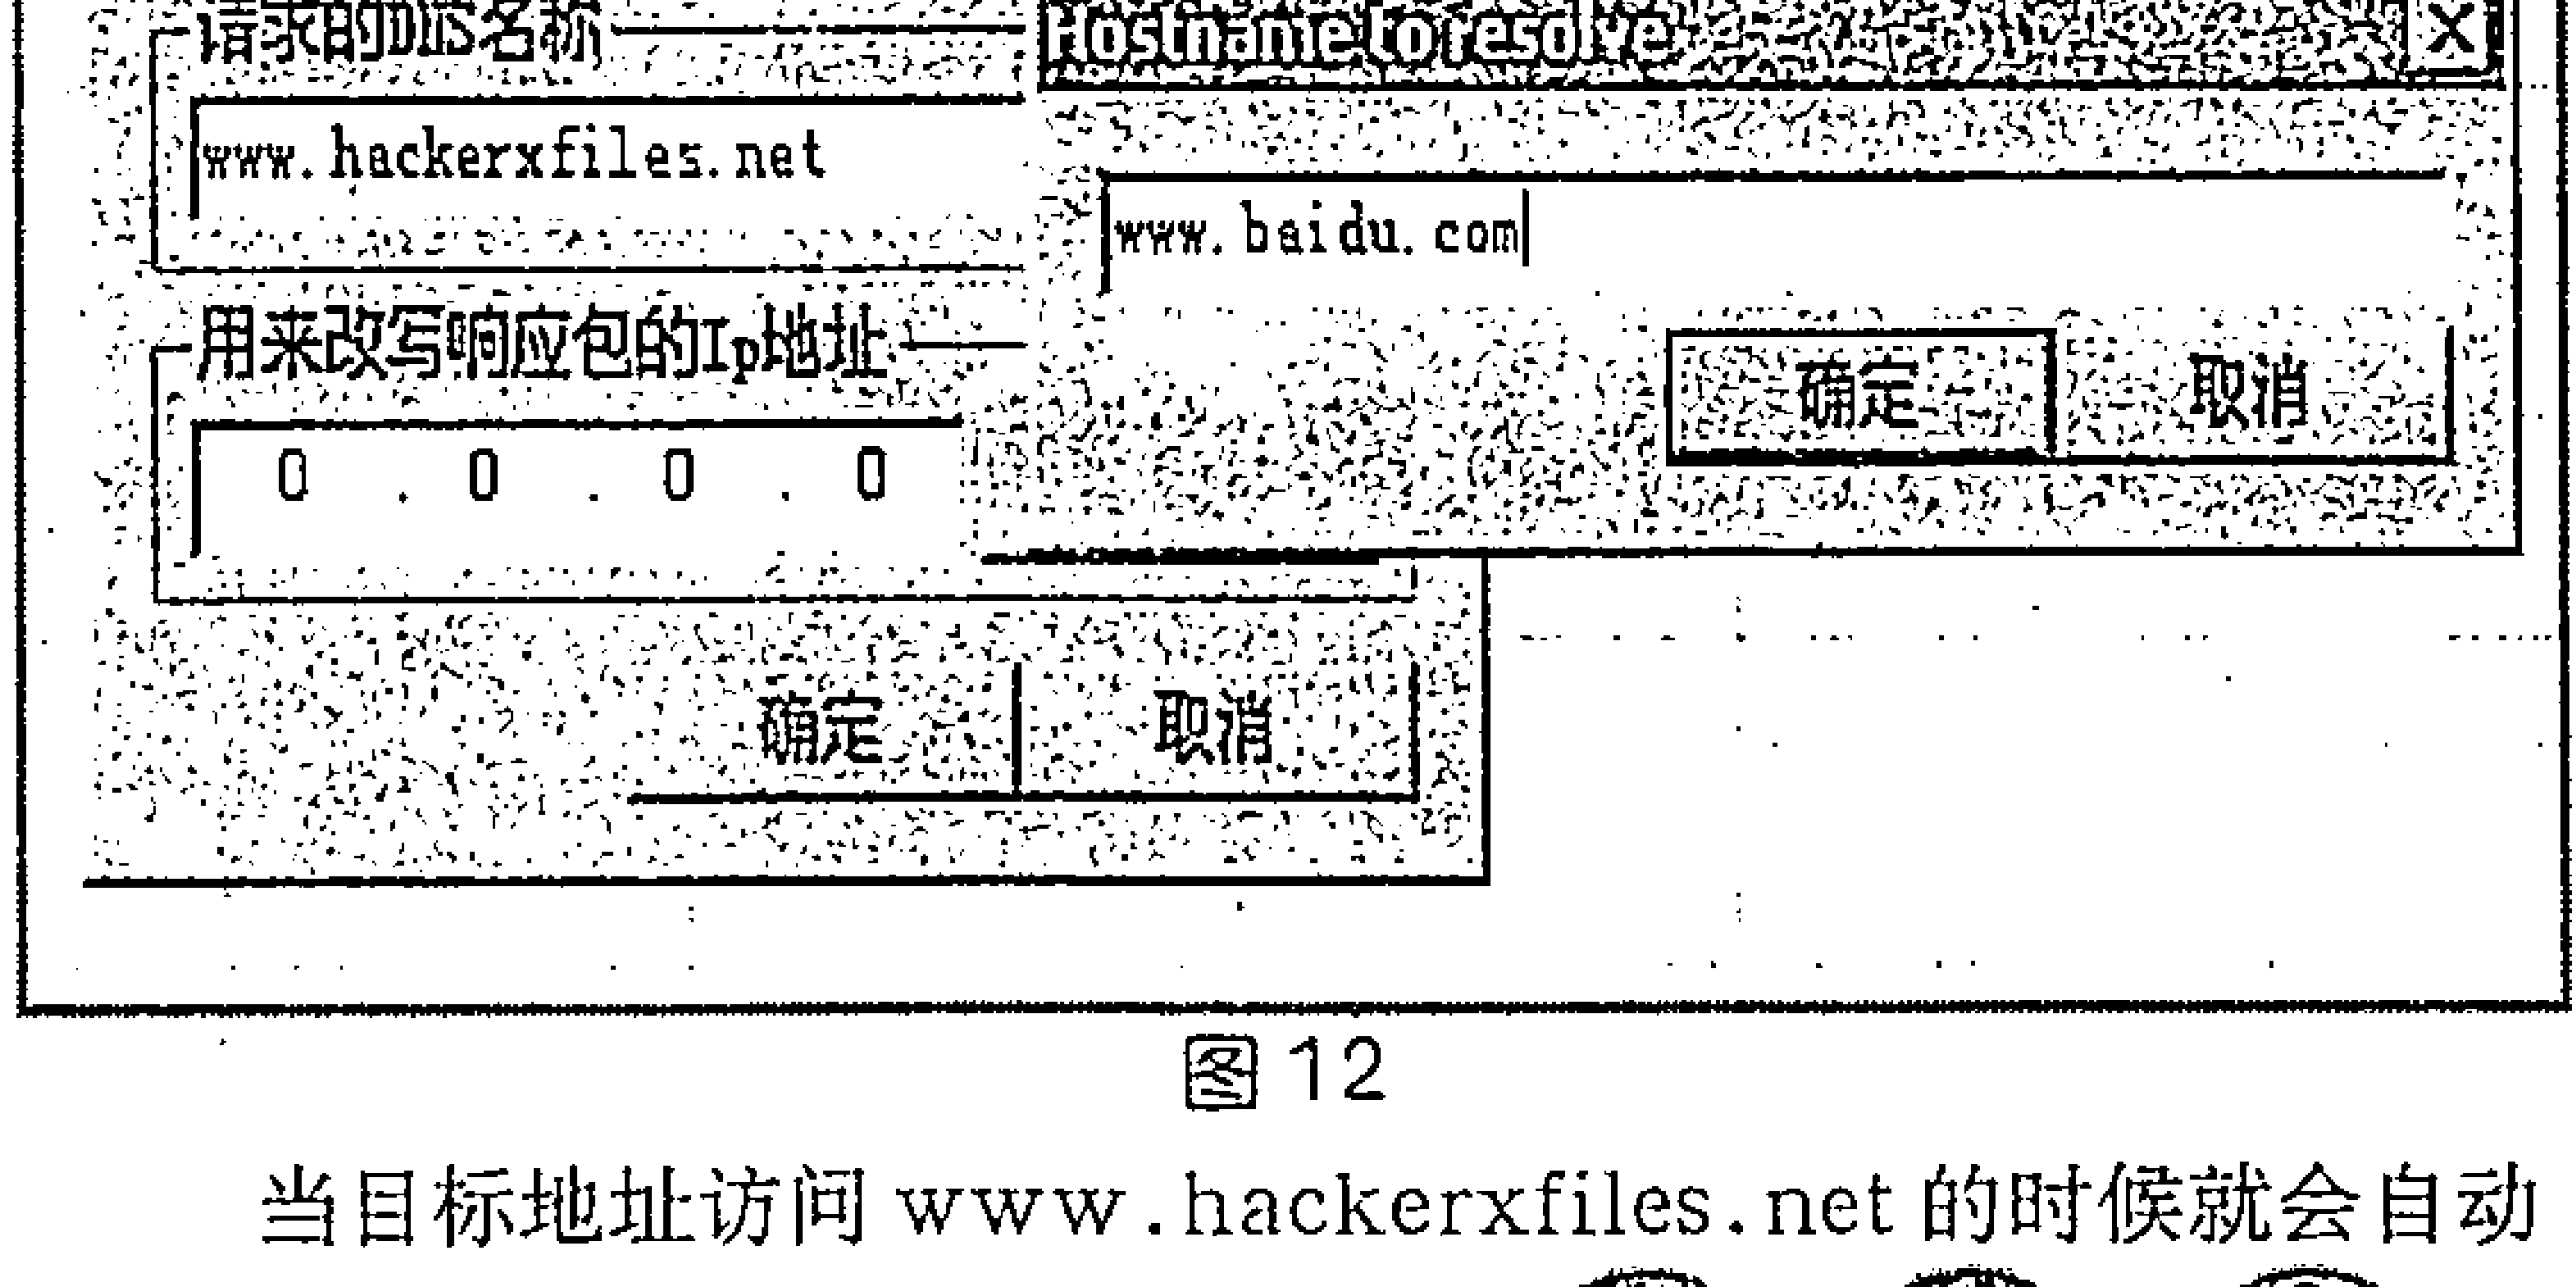 请求的DNS名称
www.hackerxfiles.net
用来改写响应包的Ip地址
0 . 0 . 0 . 0
确定 取消
Hostname to resolve
www.baidu.com
确定 取消
图 12
当目标地址访问 www.hackerxfiles.net 的时候就会自动